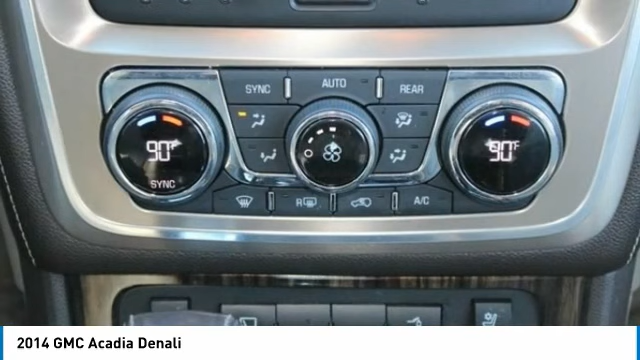 SYNC AUTO REAR
90°F
SYNC
90°F
R A/C
2014 GMC Acadia Denali